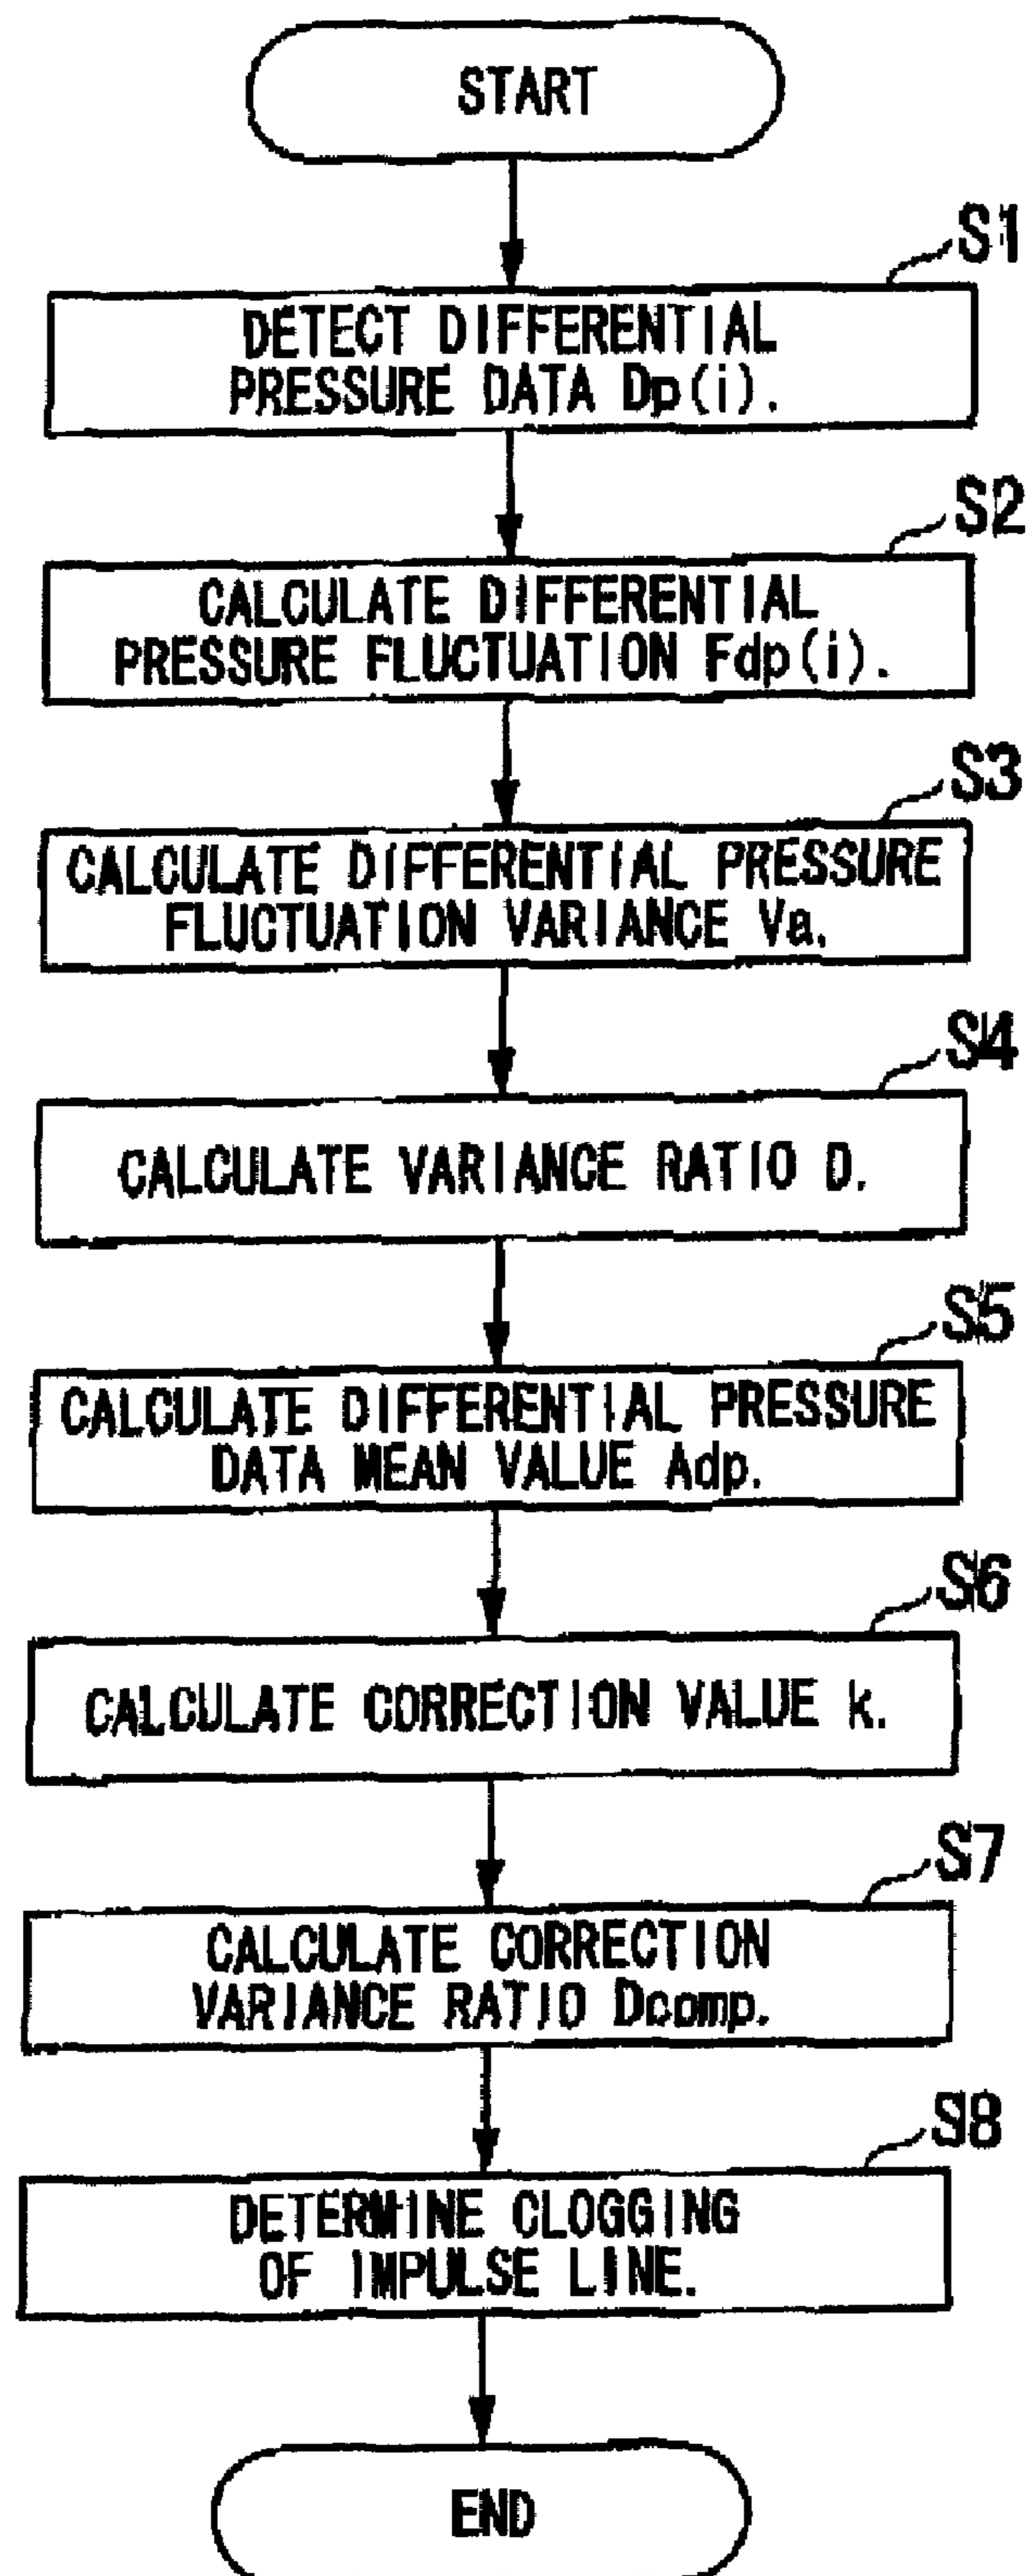 START
S1
DETECT DIFFERENTIAL
PRESSURE DATA Dp(i).
S2
CALCULATE DIFFERENTIAL
PRESSURE FLUCTUATION Fdp(i).
S3
CALCULATE DIFFERENTIAL PRESSURE
FLUCTUATION VARIANCE Va.
S4
CALCULATE VARIANCE RATIO D.
S5
CALCULATE DIFFERENTIAL PRESSURE
DATA MEAN VALUE Adp.
S6
CALCULATE CORRECTION VALUE k.
S7
CALCULATE CORRECTION
VARIANCE RATIO Dcomp.
S8
DETERMINE CLOGGING
OF IMPULSE LINE.
END